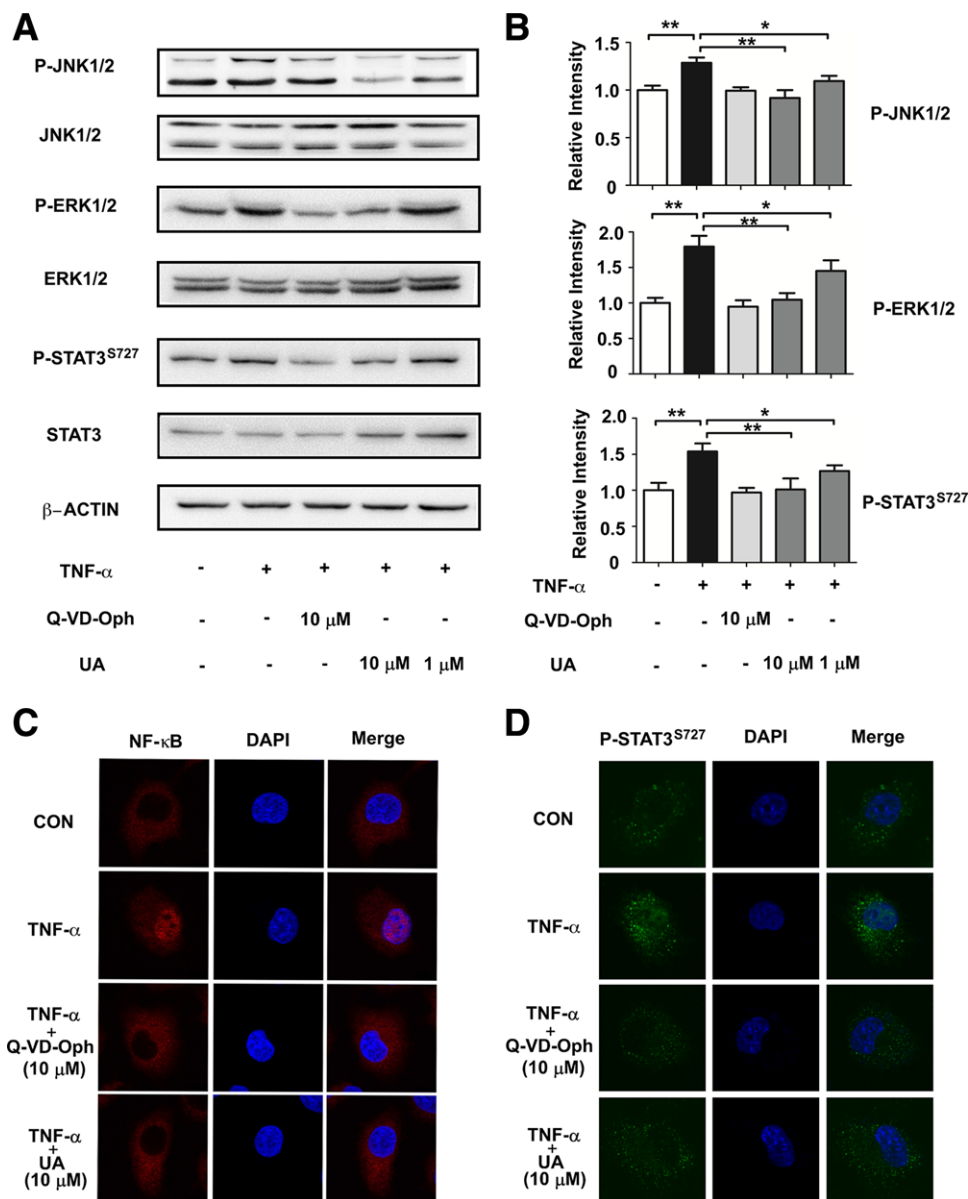 A
P-JNK1/2
JNK1/2
P-ERK1/2
ERK1/2
P-STAT3S727
STAT3
β–ACTIN
TNF-α - + + + +
Q-VD-Oph - - 10 μM - -
UA - - - 10 μM 1 μM
B
Relative Intensity
1.5
1.0
0.5
0
** ** *
P-JNK1/2
Relative Intensity
2.0
1.5
1.0
0.5
0
** ** *
P-ERK1/2
Relative Intensity
2.0
1.5
1.0
0.5
0
** ** *
P-STAT3S727
TNF-α - + + + +
Q-VD-Oph - - 10 μM - -
UA - - - 10 μM 1 μM
C
NF-κB DAPI Merge
CON
TNF-α
TNF-α
+
Q-VD-Oph
(10 μM)
TNF-α
+
UA
(10 μM)
D
P-STAT3S727 DAPI Merge
CON
TNF-α
TNF-α
+
Q-VD-Oph
(10 μM)
TNF-α
+
UA
(10 μM)